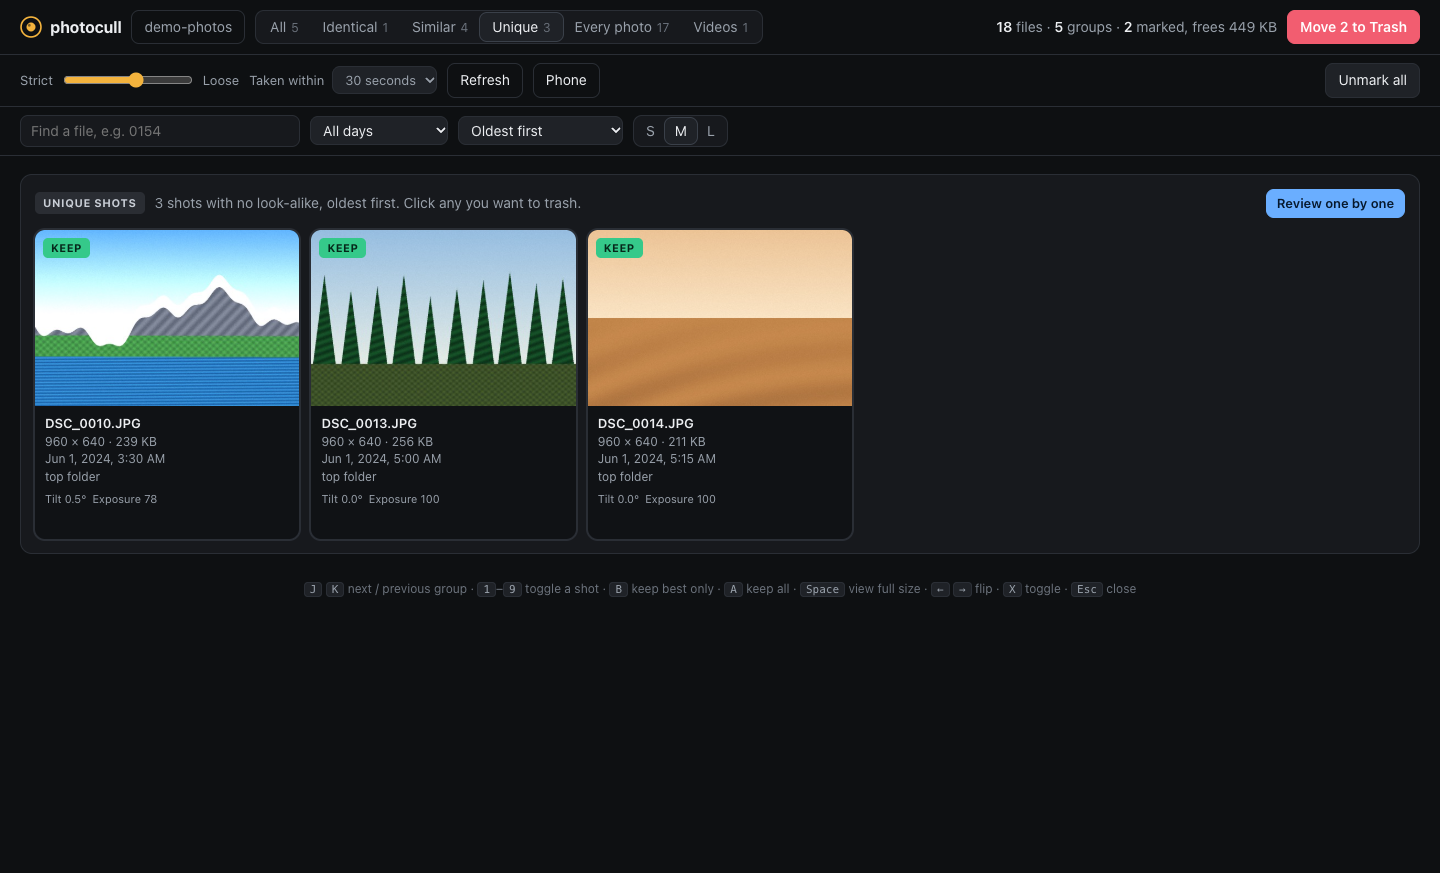 photocull demo-photos All 5 Identical 1 Similar 4 Unique 3 Every photo 17 Videos 1 18 files · 5 groups · 2 marked, frees 449 KB Move 2 to Trash
Strict Loose Taken within 30 seconds Refresh Phone Unmark all
Find a file, e.g. 0154 All days Oldest first S M L
UNIQUE SHOTS 3 shots with no look-alike, oldest first. Click any you want to trash. Review one by one
KEEP KEEP KEEP
DSC_0010.JPG DSC_0013.JPG DSC_0014.JPG
960 × 640 · 239 KB 960 × 640 · 256 KB 960 × 640 · 211 KB
Jun 1, 2024, 3:30 AM Jun 1, 2024, 5:00 AM Jun 1, 2024, 5:15 AM
top folder top folder top folder
Tilt 0.5° Exposure 78 Tilt 0.0° Exposure 100 Tilt 0.0° Exposure 100
J K next / previous group · 1–9 toggle a shot · B keep best only · A keep all · Space view full size · ← → flip · X toggle · Esc close